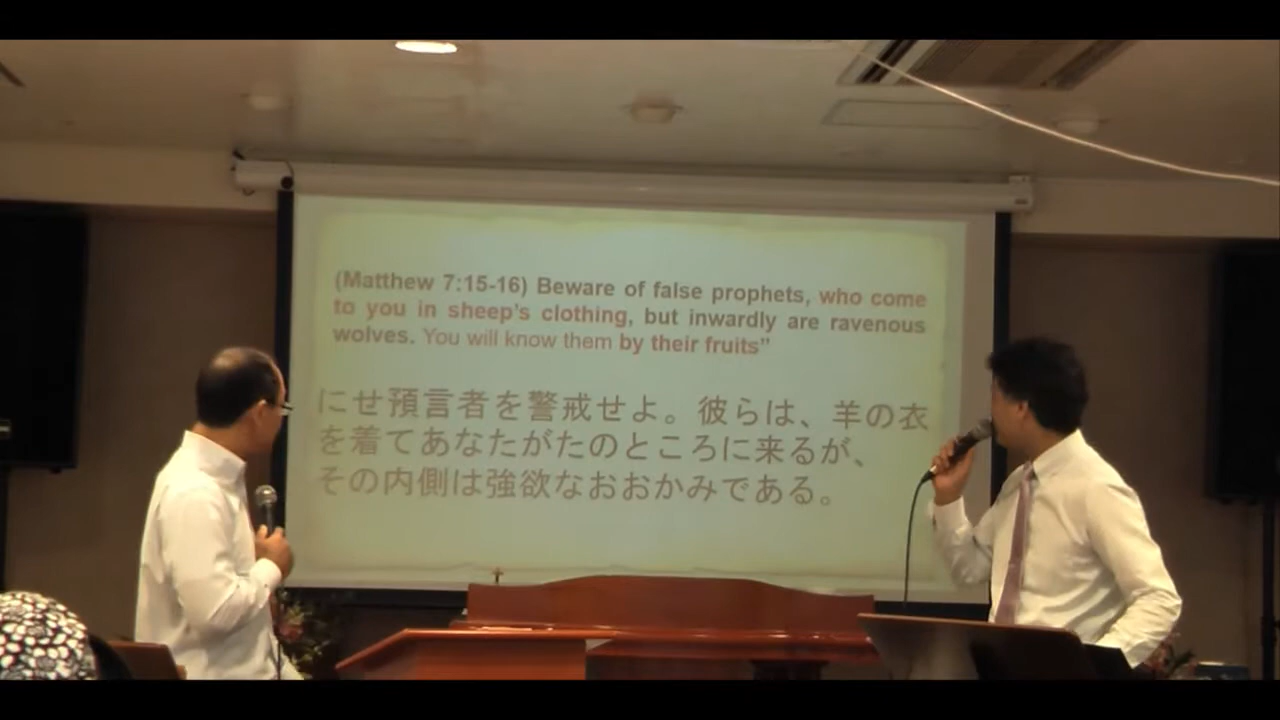 (Matthew 7:15-16) Beware of false prophets, who come
to you in sheep's clothing, but inwardly are ravenous
wolves. You will know them by their fruits”
にせ預言者を警戒せよ。彼らは、羊の衣
を着てあなたがたのところに来るが、
その内側は強欲なおおかみである。